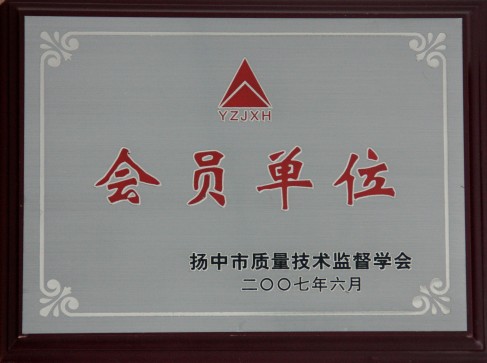 YZJXH
会员单位
扬中市质量技术监督学会
二〇〇七年六月